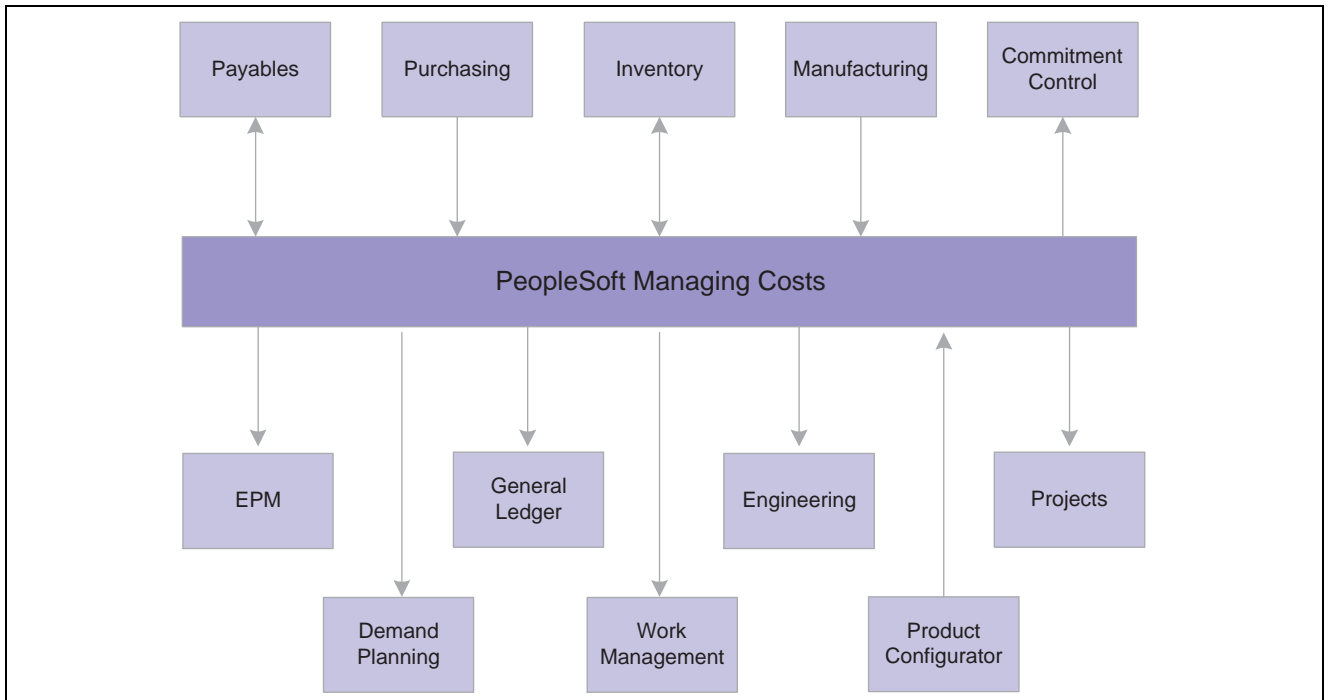 Payables
Purchasing
Inventory
Manufacturing
Commitment
Control
PeopleSoft Managing Costs
EPM
General
Ledger
Engineering
Projects
Demand
Planning
Work
Management
Product
Configurator